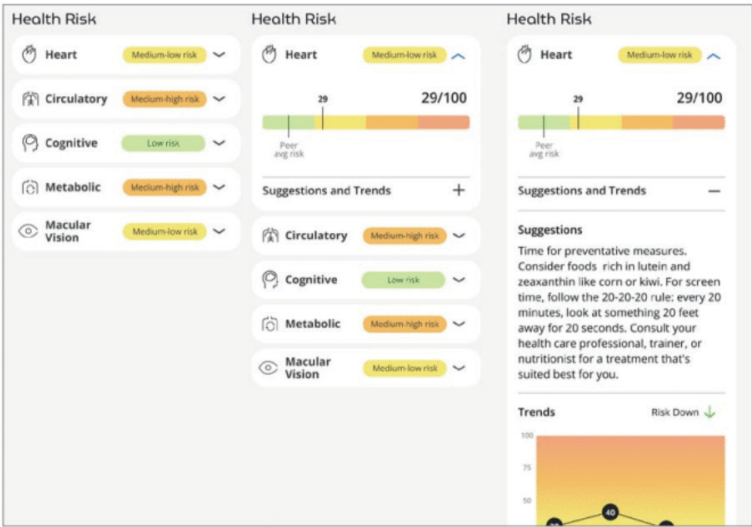 Health Risk
Heart
Medium-low risk
Circulatory
Medium-high risk
Cognitive
Low risk
Metabolic
Medium-high risk
Macular
Vision
Medium-low risk
Health Risk
Heart
Medium-low risk
29
29/100
Peer
avg risk
Suggestions and Trends
Circulatory
Medium-high risk
Cognitive
Low risk
Metabolic
Medium-high risk
Macular
Vision
Medium-low risk
Health Risk
Heart
Medium-low risk
29
29/100
Peer
avg risk
Suggestions and Trends
Suggestions
Time for preventative measures.
Consider foods rich in lutein and
zeaxanthin like corn or kiwi. For screen
time, follow the 20-20-20 rule: every 20
minutes, look at something 20 feet
away for 20 seconds. Consult your
health care professional, trainer, or
nutritionist for a treatment that's
suited best for you.
Trends
Risk Down
100
75
50
40